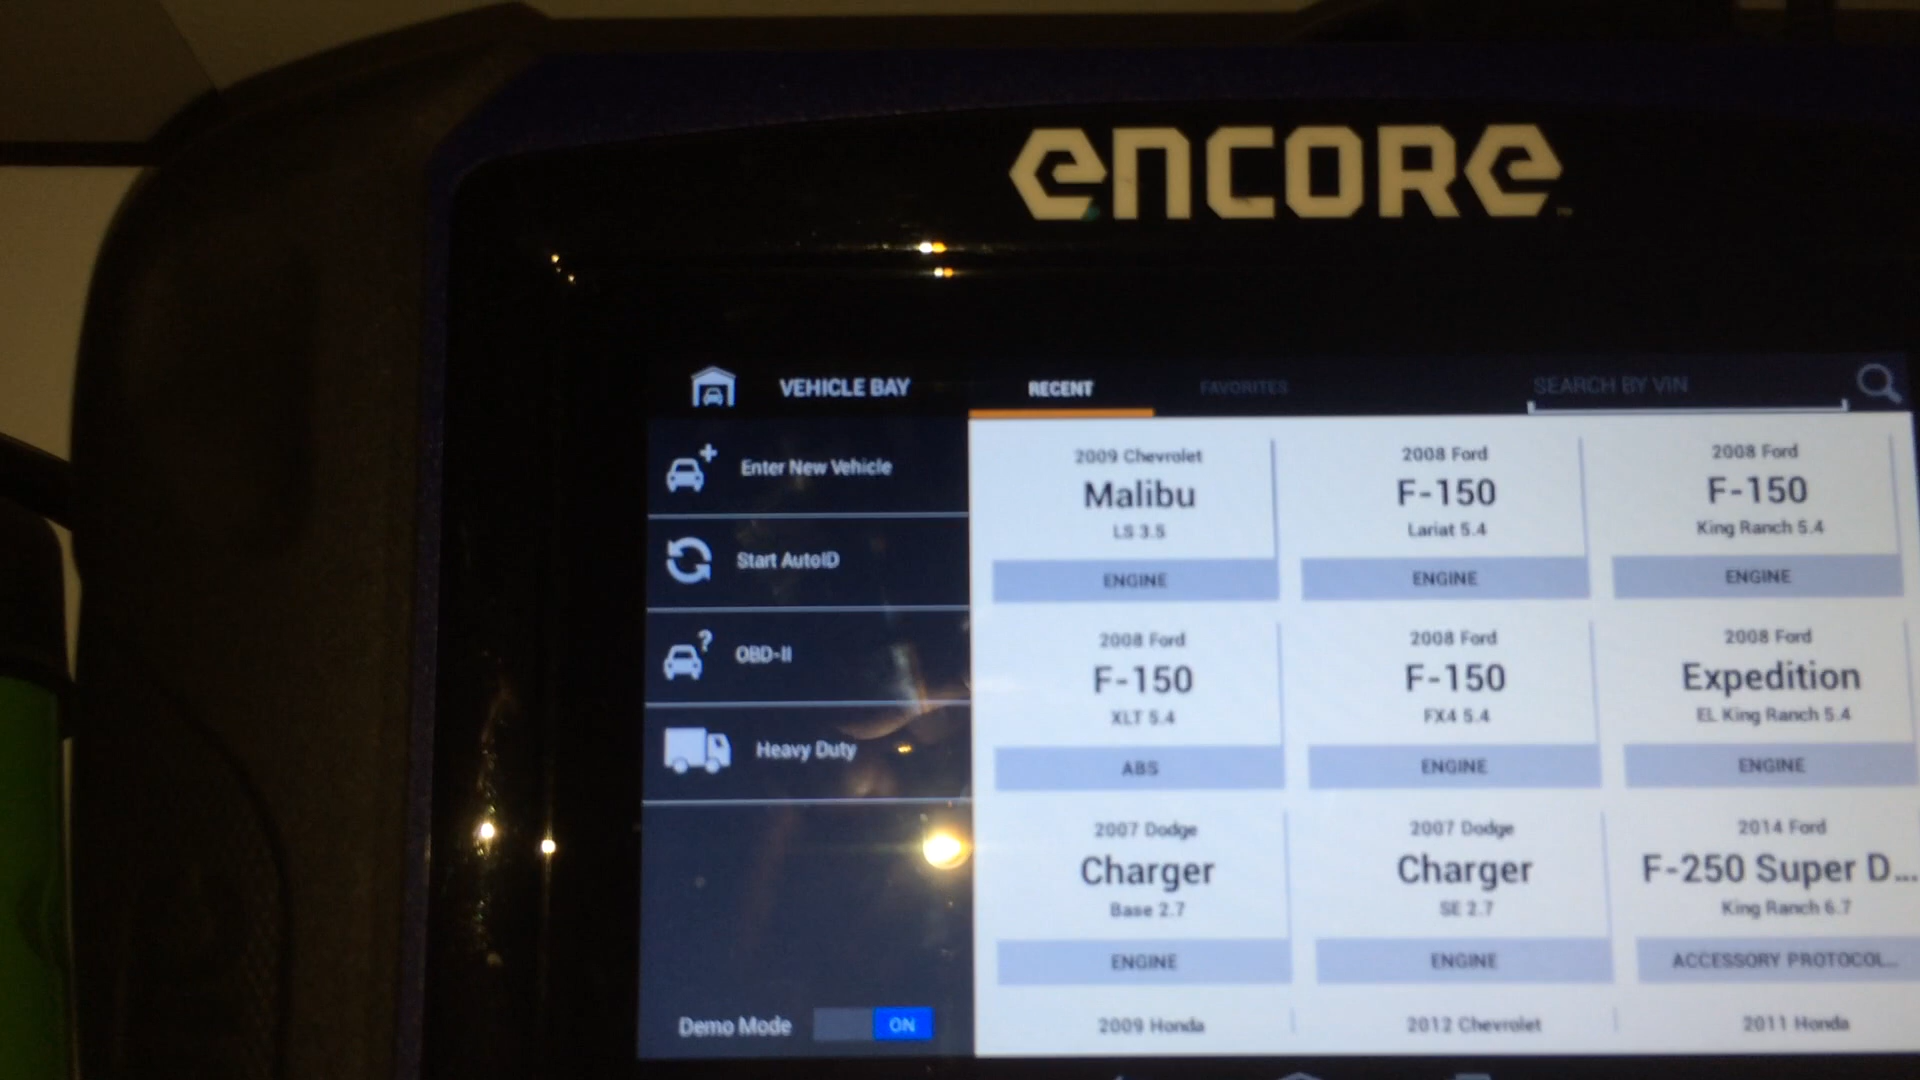 encore
VEHICLE BAY
RECENT
FAVORITES
SEARCH BY VIN
Enter New Vehicle
Start AutoID
OBD-II
Heavy Duty
Demo Mode
ON
2009 Chevrolet
Malibu
LS 3.5
ENGINE
2008 Ford
F-150
Lariat 5.4
ENGINE
2008 Ford
F-150
King Ranch 5.4
ENGINE
2008 Ford
F-150
XLT 5.4
ABS
2008 Ford
F-150
FX4 5.4
ENGINE
2008 Ford
Expedition
EL King Ranch 5.4
ENGINE
2007 Dodge
Charger
Base 2.7
ENGINE
2007 Dodge
Charger
SE 2.7
ENGINE
2014 Ford
F-250 Super D...
King Ranch 6.7
ACCESSORY PROTOCOL...
2009 Honda
2012 Chevrolet
2011 Honda